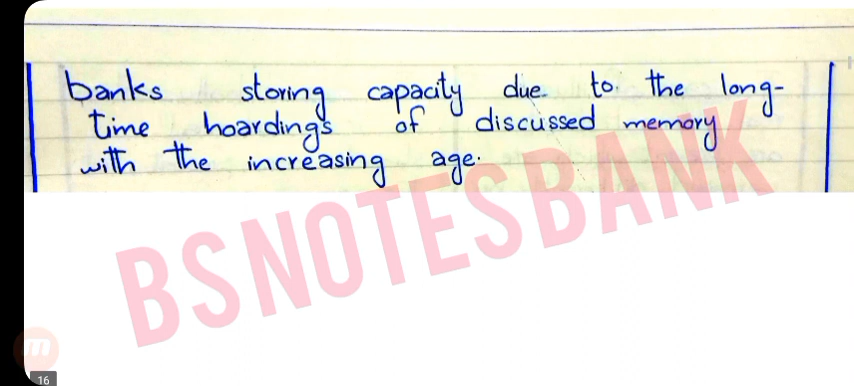 banks storing capacity due to the long-
time hoardings of discussed memory
with the increasing age.
BSNOTESBANK
m
16